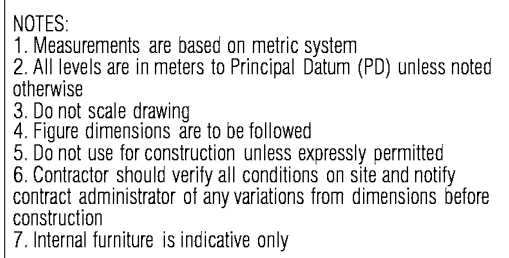 NOTES:
1. Measurements are based on metric system
2. All levels are in meters to Principal Datum (PD) unless noted
otherwise
3. Do not scale drawing
4. Figure dimensions are to be followed
5. Do not use for construction unless expressly permitted
6. Contractor should verify all conditions on site and notify
contract administrator of any variations from dimensions before
construction
7. Internal furniture is indicative only